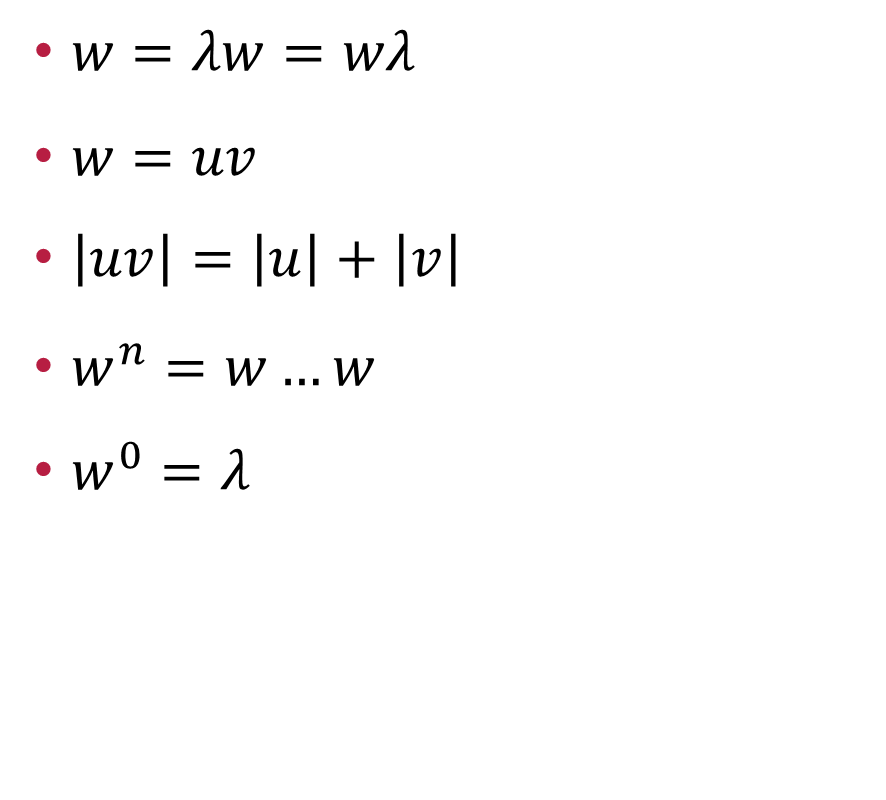 • 𝑤 = 𝜆𝑤 = 𝑤𝜆
• 𝑤 = 𝑢𝑣
• |𝑢𝑣| = |𝑢| + |𝑣|
• 𝑤ⁿ = 𝑤 … 𝑤
• 𝑤⁰ = 𝜆